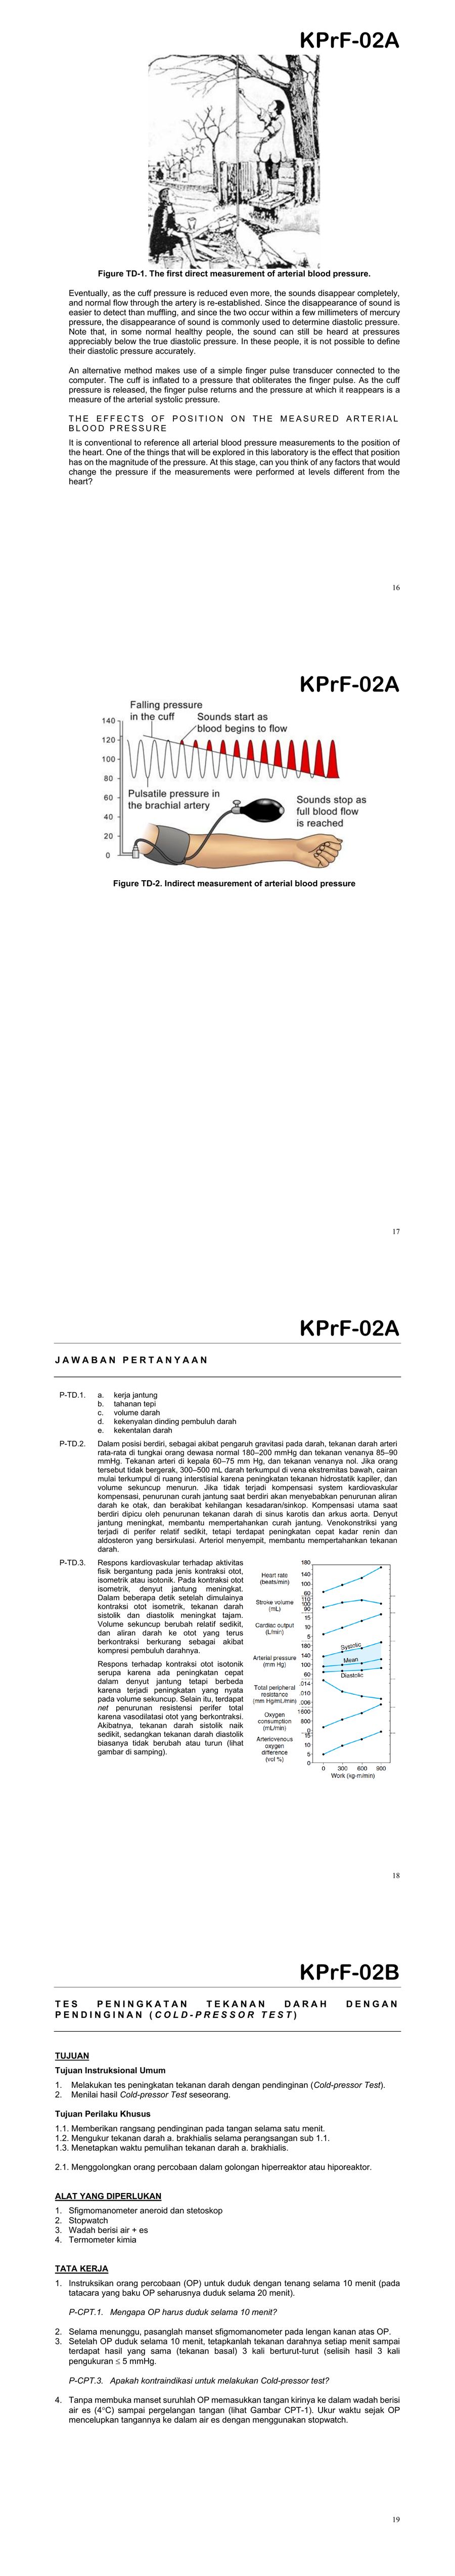 KPrF-02A
Figure TD-1. The first direct measurement of arterial blood pressure.
Eventually, as the cuff pressure is reduced even more, the sounds disappear completely,
and normal flow through the artery is re-established. Since the disappearance of sound is
easier to detect than muffling, and since the two occur within a few millimeters of mercury
pressure, the disappearance of sound is commonly used to determine diastolic pressure.
Note that, in some normal healthy people, the sound can still be heard at pressures
appreciably below the true diastolic pressure. In these people, it is not possible to define
their diastolic pressure accurately.
An alternative method makes use of a simple finger pulse transducer connected to the
computer. The cuff is inflated to a pressure that obliterates the finger pulse. As the cuff
pressure is released, the finger pulse returns and the pressure at which it reappears is a
measure of the arterial systolic pressure.
THE EFFECTS OF POSITION ON THE MEASURED ARTERIAL
BLOOD PRESSURE
It is conventional to reference all arterial blood pressure measurements to the position of
the heart. One of the things that will be explored in this laboratory is the effect that position
has on the magnitude of the pressure. At this stage, can you think of any factors that would
change the pressure if the measurements were performed at levels different from the
heart?
16
KPrF-02A
Falling pressure
in the cuff
Sounds start as
blood begins to flow
140
120
100
80
60
40
20
0
Pulsatile pressure in
the brachial artery
Sounds stop as
full blood flow
is reached
Figure TD-2. Indirect measurement of arterial blood pressure
17
KPrF-02A
JAWABAN PERTANYAAN
P-TD.1. a. kerja jantung
b. tahanan tepi
c. volume darah
d. kekenyalan dinding pembuluh darah
e. kekentalan darah
P-TD.2. Dalam posisi berdiri, sebagai akibat pengaruh gravitasi pada darah, tekanan darah arteri
rata-rata di tungkai orang dewasa normal 180–200 mmHg dan tekanan venanya 85–90
mmHg. Tekanan arteri di kepala 60–75 mm Hg, dan tekanan venanya nol. Jika orang
tersebut tidak bergerak, 300–500 mL darah terkumpul di vena ekstremitas bawah, cairan
mulai terkumpul di ruang interstisial karena peningkatan tekanan hidrostatik kapiler, dan
volume sekuncup menurun. Jika tidak terjadi kompensasi system kardiovaskular
kompensasi, penurunan curah jantung saat berdiri akan menyebabkan penurunan aliran
darah ke otak, dan berakibat kehilangan kesadaran/sinkop. Kompensasi utama saat
berdiri dipicu oleh penurunan tekanan darah di sinus karotis dan arkus aorta. Denyut
jantung meningkat, membantu mempertahankan curah jantung. Venokonstriksi yang
terjadi di perifer relatif sedikit, tetapi terdapat peningkatan cepat kadar renin dan
aldosteron yang bersirkulasi. Arteriol menyempit, membantu mempertahankan tekanan
darah.
P-TD.3. Respons kardiovaskular terhadap aktivitas
fisik bergantung pada jenis kontraksi otot,
isometrik atau isotonik. Pada kontraksi otot
isometrik, denyut jantung meningkat.
Dalam beberapa detik setelah dimulainya
kontraksi otot isometrik, tekanan darah
sistolik dan diastolik meningkat tajam.
Volume sekuncup berubah relatif sedikit,
dan aliran darah ke otot yang terus
berkontraksi berkurang sebagai akibat
kompresi pembuluh darahnya.
Respons terhadap kontraksi otot isotonik
serupa karena ada peningkatan cepat
dalam denyut jantung tetapi berbeda
karena terjadi peningkatan yang nyata
pada volume sekuncup. Selain itu, terdapat
net penurunan resistensi perifer total
karena vasodilatasi otot yang berkontraksi.
Akibatnya, tekanan darah sistolik naik
sedikit, sedangkan tekanan darah diastolik
biasanya tidak berubah atau turun (lihat
gambar di samping).
Heart rate
(beats/min)
180
140
100
60
Stroke volume
(mL)
110
100
90
Cardiac output
(L/min)
15
10
5
Arterial pressure
(mm Hg)
180
140
100
60
Systolic
Mean
Diastolic
Total peripheral
resistance
(mm Hg/mL/min)
.014
.010
.006
Oxygen
consumption
(mL/min)
1600
800
0
Arteriovenous
oxygen
difference
(vol %)
15
10
5
0
0 300 600 900
Work (kg-m/min)
18
KPrF-02B
TES PENINGKATAN TEKANAN DARAH DENGAN
PENDINGINAN (COLD-PRESSOR TEST)
TUJUAN
Tujuan Instruksional Umum
1. Melakukan tes peningkatan tekanan darah dengan pendinginan (Cold-pressor Test).
2. Menilai hasil Cold-pressor Test seseorang.
Tujuan Perilaku Khusus
1.1. Memberikan rangsang pendinginan pada tangan selama satu menit.
1.2. Mengukur tekanan darah a. brakhialis selama perangsangan sub 1.1.
1.3. Menetapkan waktu pemulihan tekanan darah a. brakhialis.
2.1. Menggolongkan orang percobaan dalam golongan hiperreaktor atau hiporeaktor.
ALAT YANG DIPERLUKAN
1. Sfigmomanometer aneroid dan stetoskop
2. Stopwatch
3. Wadah berisi air + es
4. Termometer kimia
TATA KERJA
1. Instruksikan orang percobaan (OP) untuk duduk dengan tenang selama 10 menit (pada
tatacara yang baku OP seharusnya duduk selama 20 menit).
P-CPT.1. Mengapa OP harus duduk selama 10 menit?
2. Selama menunggu, pasanglah manset sfigmomanometer pada lengan kanan atas OP.
3. Setelah OP duduk selama 10 menit, tetapkanlah tekanan darahnya setiap menit sampai
terdapat hasil yang sama (tekanan basal) 3 kali berturut-turut (selisih hasil 3 kali
pengukuran ≤ 5 mmHg.
P-CPT.3. Apakah kontraindikasi untuk melakukan Cold-pressor test?
4. Tanpa membuka manset suruhlah OP memasukkan tangan kirinya ke dalam wadah berisi
air es (4°C) sampai pergelangan tangan (lihat Gambar CPT-1). Ukur waktu sejak OP
mencelupkan tangannya ke dalam air es dengan menggunakan stopwatch.
19